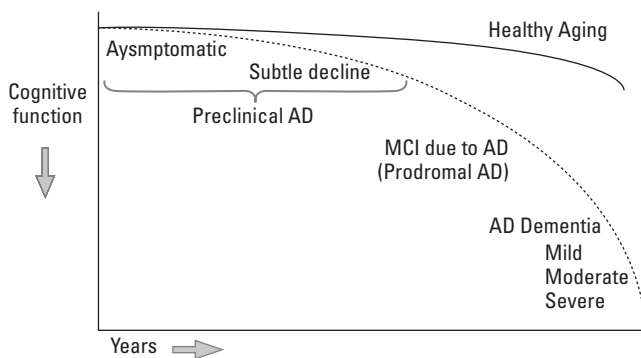 Healthy Aging
Aysmptomatic
Subtle decline
Cognitive
function
Preclinical AD
MCI due to AD
(Prodromal AD)
AD Dementia
Mild
Moderate
Severe
Years